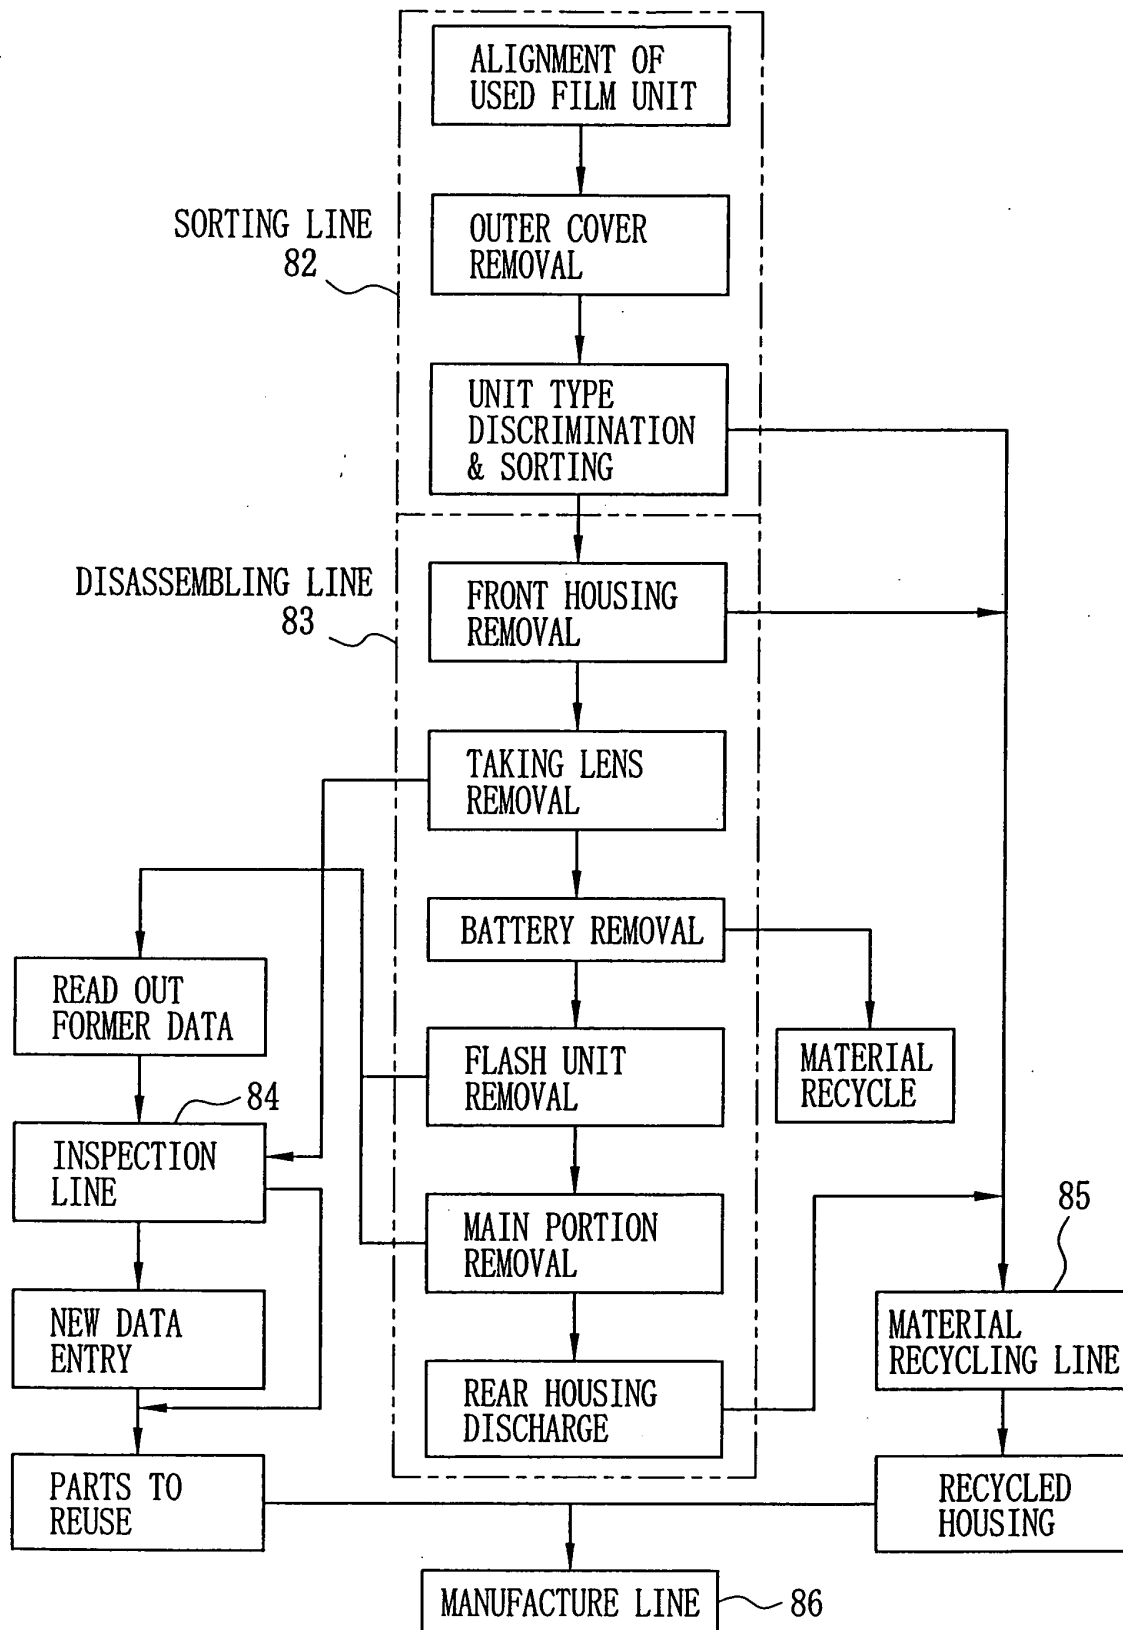 ALIGNMENT OF
USED FILM UNIT
SORTING LINE
82
OUTER COVER
REMOVAL
UNIT TYPE
DISCRIMINATION
& SORTING
DISASSEMBLING LINE
83
FRONT HOUSING
REMOVAL
TAKING LENS
REMOVAL
BATTERY REMOVAL
READ OUT
FORMER DATA
FLASH UNIT
REMOVAL
MATERIAL
RECYCLE
84
INSPECTION
LINE
MAIN PORTION
REMOVAL
85
NEW DATA
ENTRY
MATERIAL
RECYCLING LINE
REAR HOUSING
DISCHARGE
PARTS TO
REUSE
RECYCLED
HOUSING
MANUFACTURE LINE
86